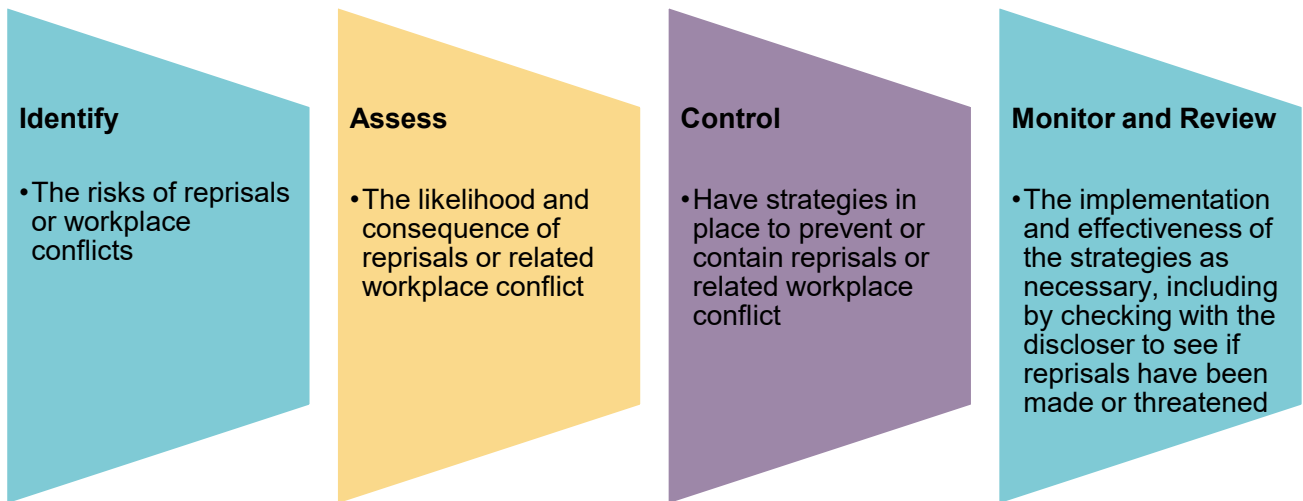 Identify
•The risks of reprisals
or workplace
conflicts
Assess
•The likelihood and
consequence of
reprisals or related
workplace conflict
Control
•Have strategies in
place to prevent or
contain reprisals or
related workplace
conflict
Monitor and Review
•The implementation
and effectiveness of
the strategies as
necessary, including
by checking with the
discloser to see if
reprisals have been
made or threatened